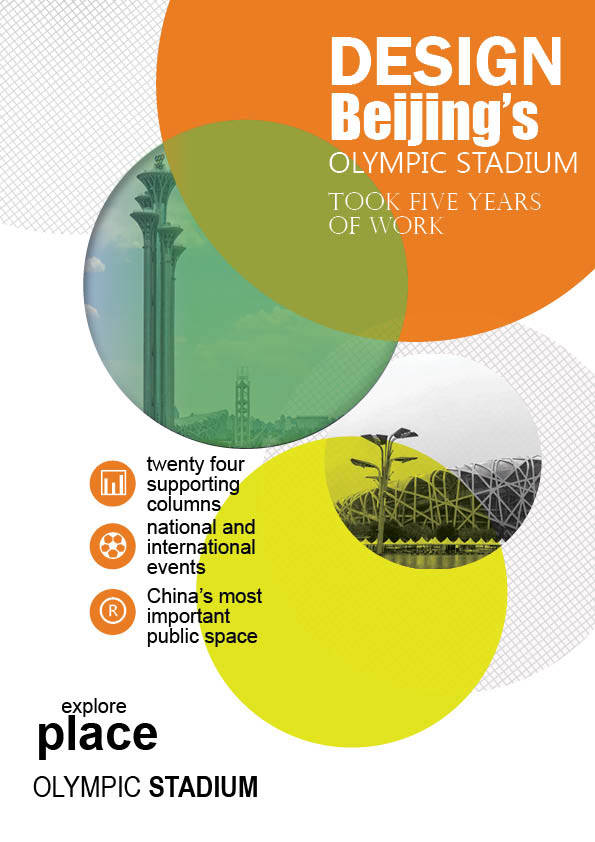 DESIGN
Beijing's
OLYMPIC STADIUM
TOOK FIVE YEARS
OF WORK
twenty four
supporting
columns
national and
international
events
R
China's most
important
public space
explore
place
OLYMPIC STADIUM